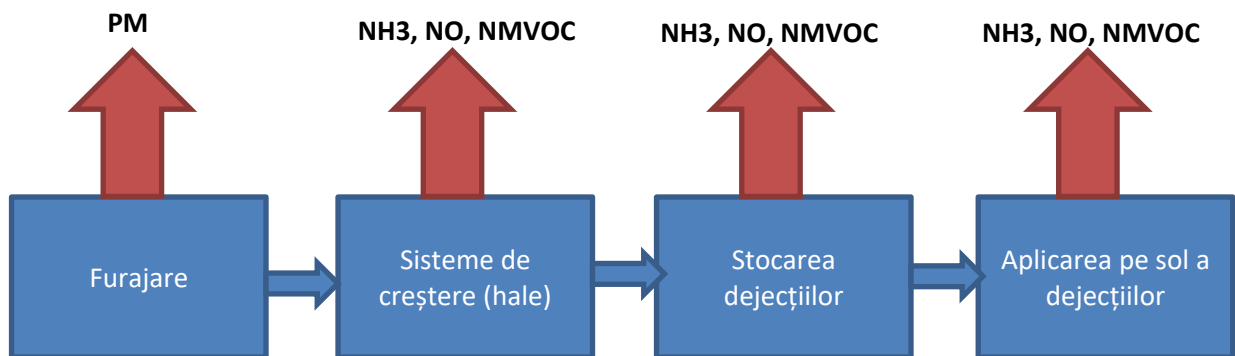 PM
NH3, NO, NMVOC
NH3, NO, NMVOC
NH3, NO, NMVOC
Furajare
Sisteme de
creștere (hale)
Stocarea
dejecțiilor
Aplicarea pe sol a
dejecțiilor